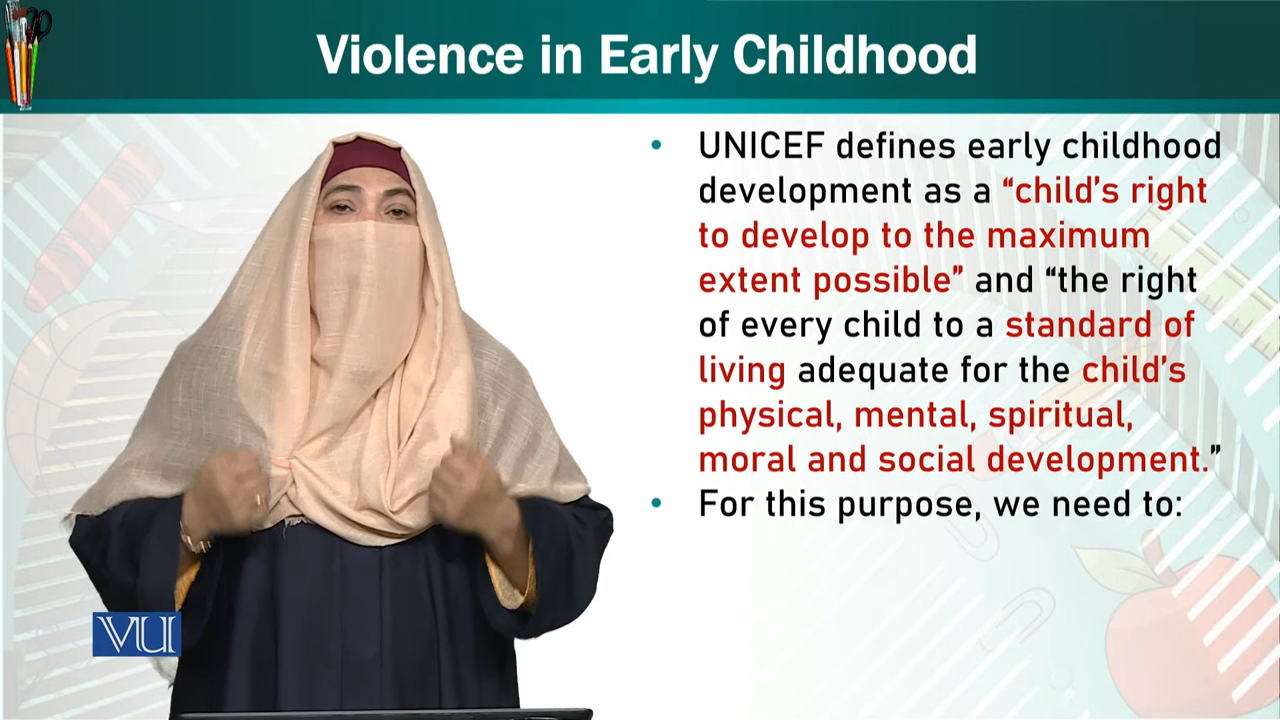 Violence in Early Childhood
• UNICEF defines early childhood
development as a “child’s right
to develop to the maximum
extent possible” and “the right
of every child to a standard of
living adequate for the child’s
physical, mental, spiritual,
moral and social development.”
• For this purpose, we need to:
VU